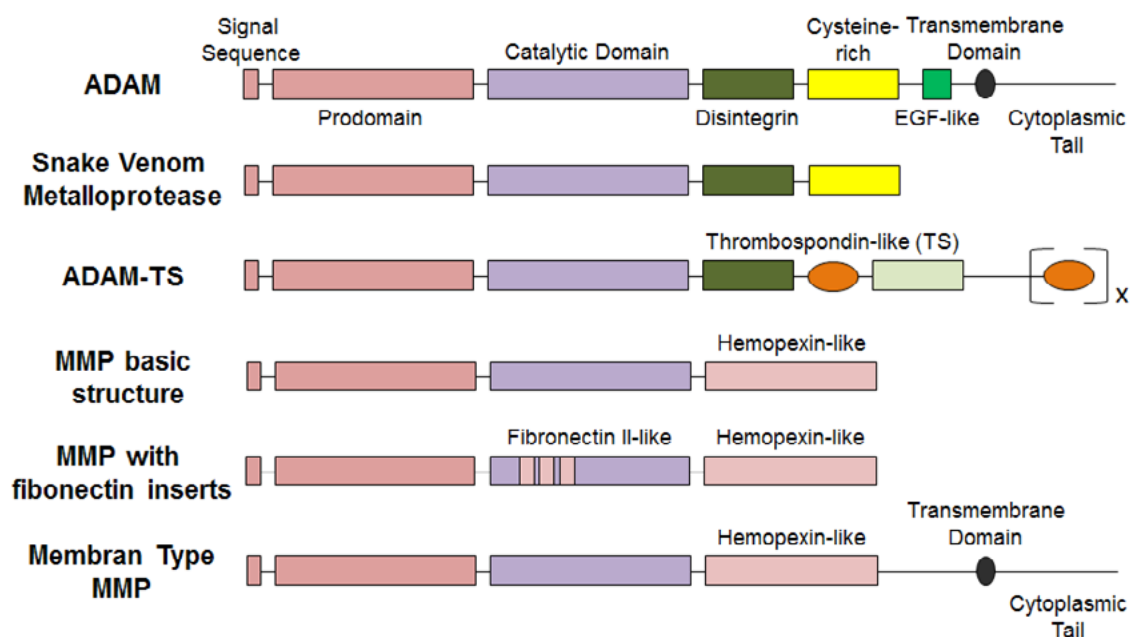 Signal
Sequence
Catalytic Domain
Cysteine-
rich
Transmembrane
Domain
ADAM
Prodomain
Disintegrin
EGF-like
Cytoplasmic
Tall
Snake Venom
Metalloprotease
Thrombospondin-like (TS)
ADAM-TS
X
Hemopexin-like
MMP basic
structure
Fibronectin II-like
Hemopexin-like
MMP with
fibonectin inserts
Transmembrane
Domain
Hemopexin-like
Membran Type
MMP
Cytoplasmic
Tail